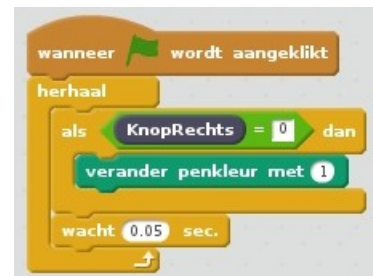 wanneer wordt aangeklikt
herhaal
als KnopRechts = 0 dan
verander penkleur met 1
wacht 0.05 sec.